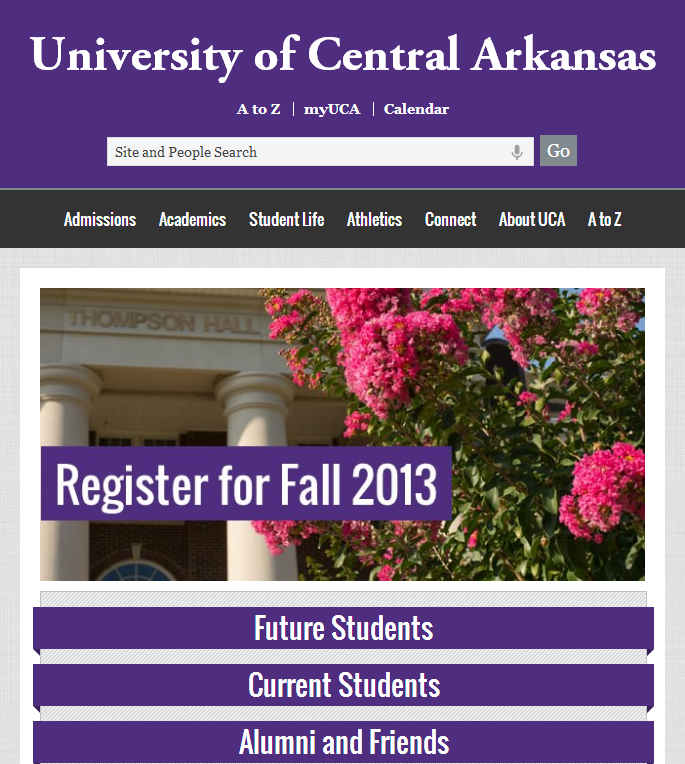 University of Central Arkansas
A to Z | myUCA | Calendar
Site and People Search Go
Admissions Academics Student Life Athletics Connect About UCA A to Z
THOMPSON HALL
Register for Fall 2013
Future Students
Current Students
Alumni and Friends